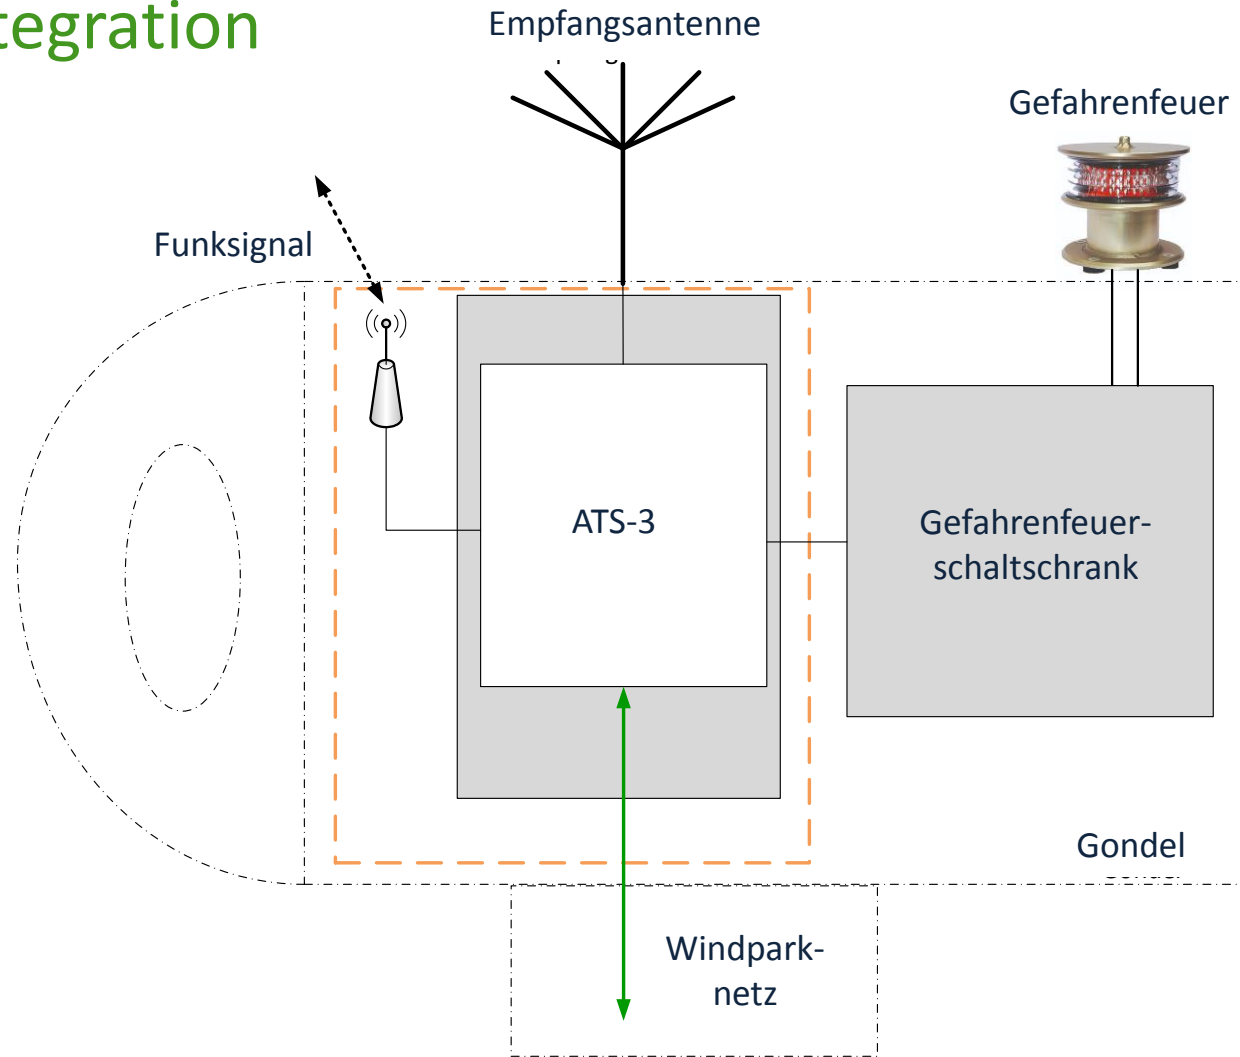 tegration
Empfangsantenne
Gefahrenfeuer
Funksignal
ATS-3
Gefahrenfeuer-
schaltschrank
Gondel
Windpark-
netz